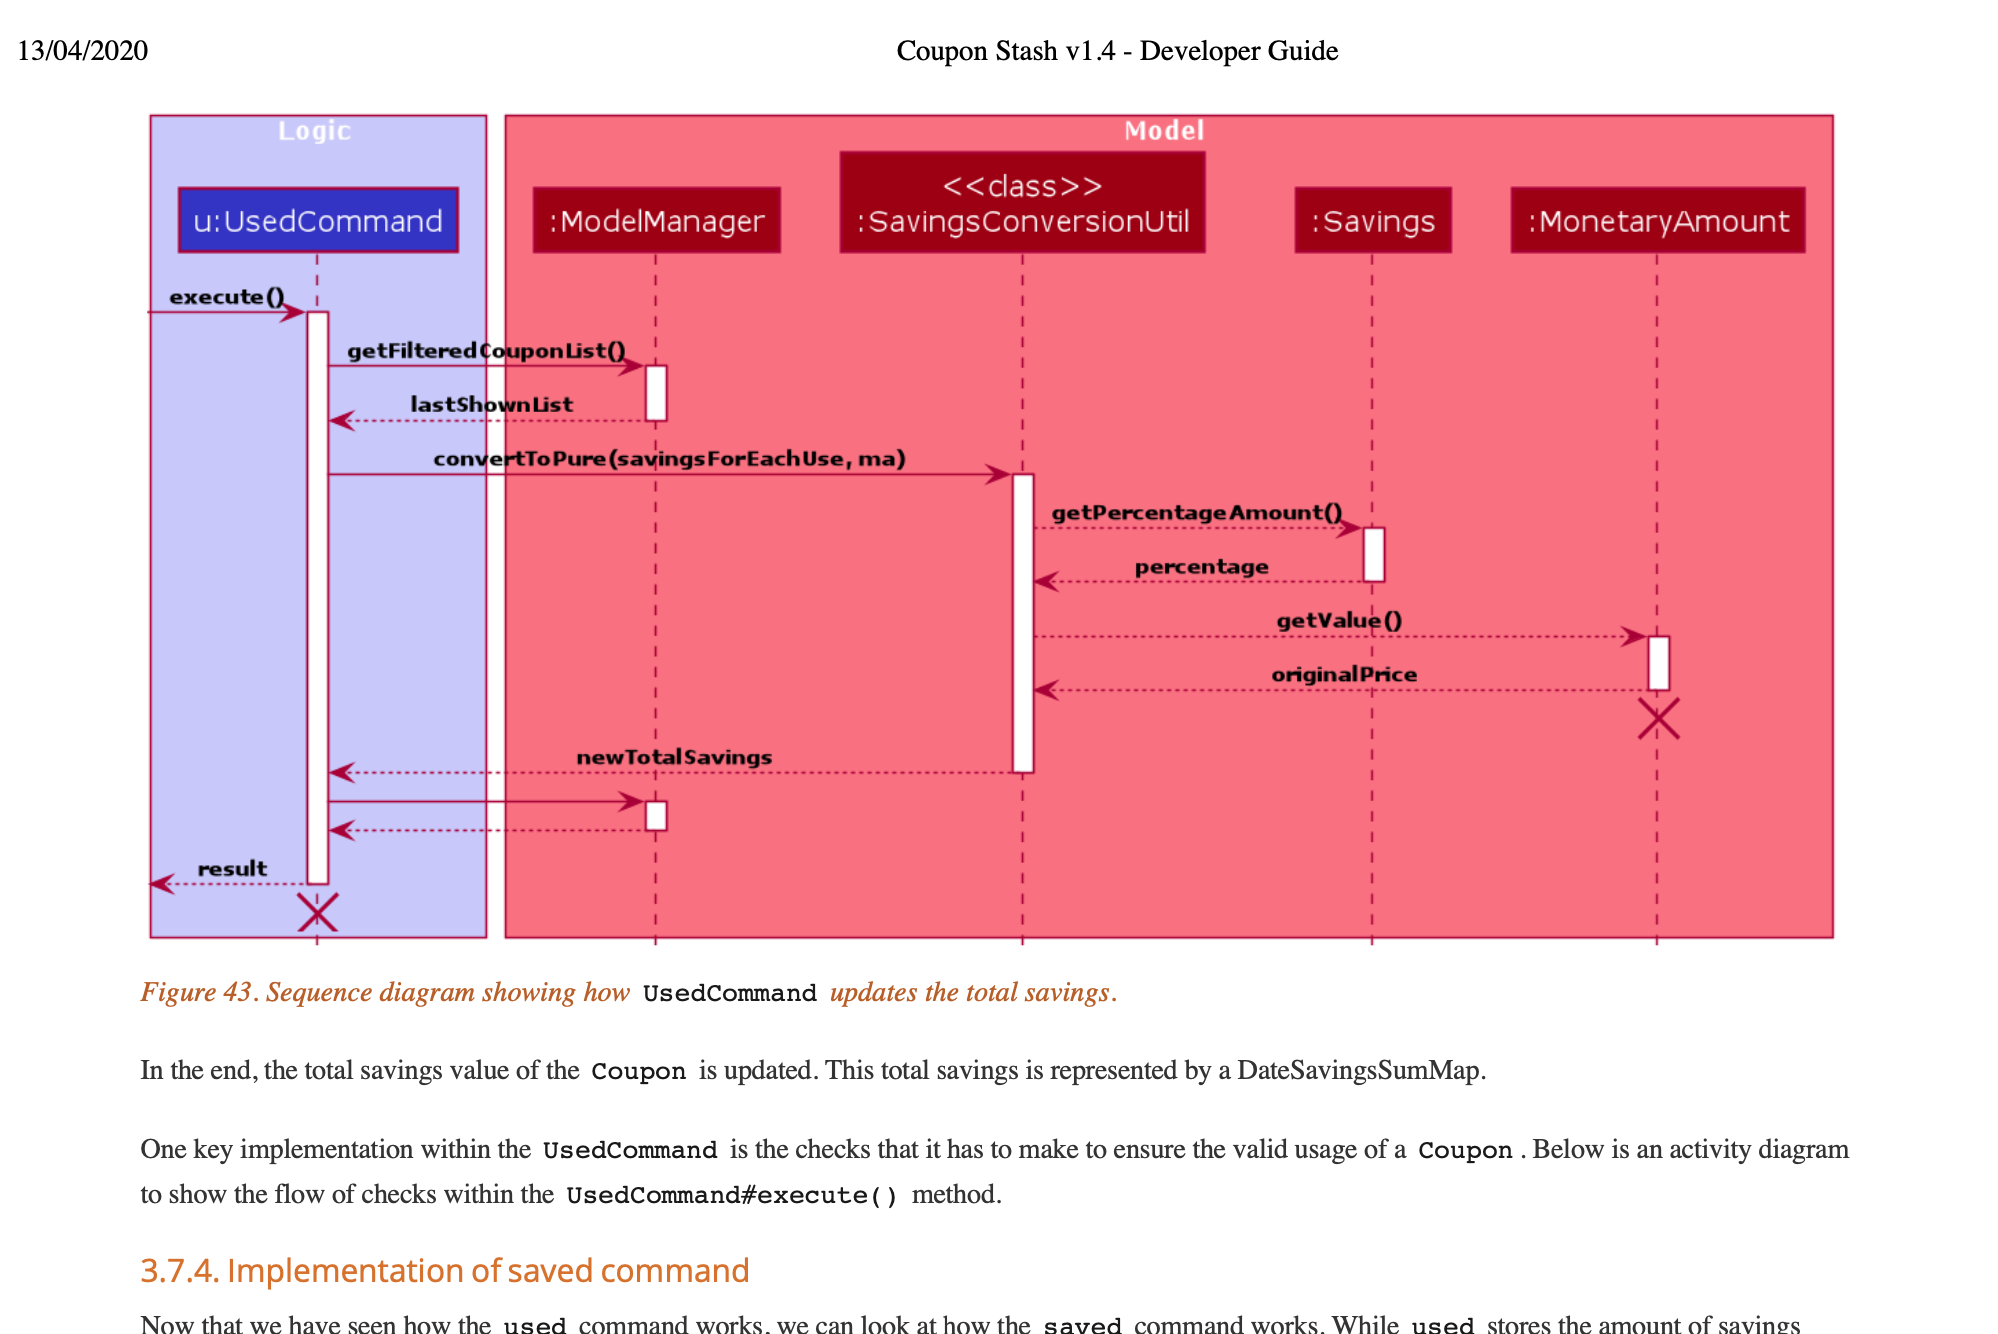 13/04/2020
Coupon Stash v1.4 - Developer Guide
Logic
Model
u:UsedCommand
:ModelManager
<<class>>
:SavingsConversionUtil
:Savings
:MonetaryAmount
execute()
getFilteredCouponList()
lastShownList
convertToPure(savingsForEachUse, ma)
getPercentageAmount()
percentage
getValue()
originalPrice
newTotalSavings
result
Figure 43. Sequence diagram showing how UsedCommand updates the total savings.
In the end, the total savings value of the Coupon is updated. This total savings is represented by a DateSavingsSumMap.
One key implementation within the UsedCommand is the checks that it has to make to ensure the valid usage of a Coupon . Below is an activity diagram
to show the flow of checks within the UsedCommand#execute() method.
3.7.4. Implementation of saved command
Now that we have seen how the used command works, we can look at how the saved command works. While used stores the amount of savings